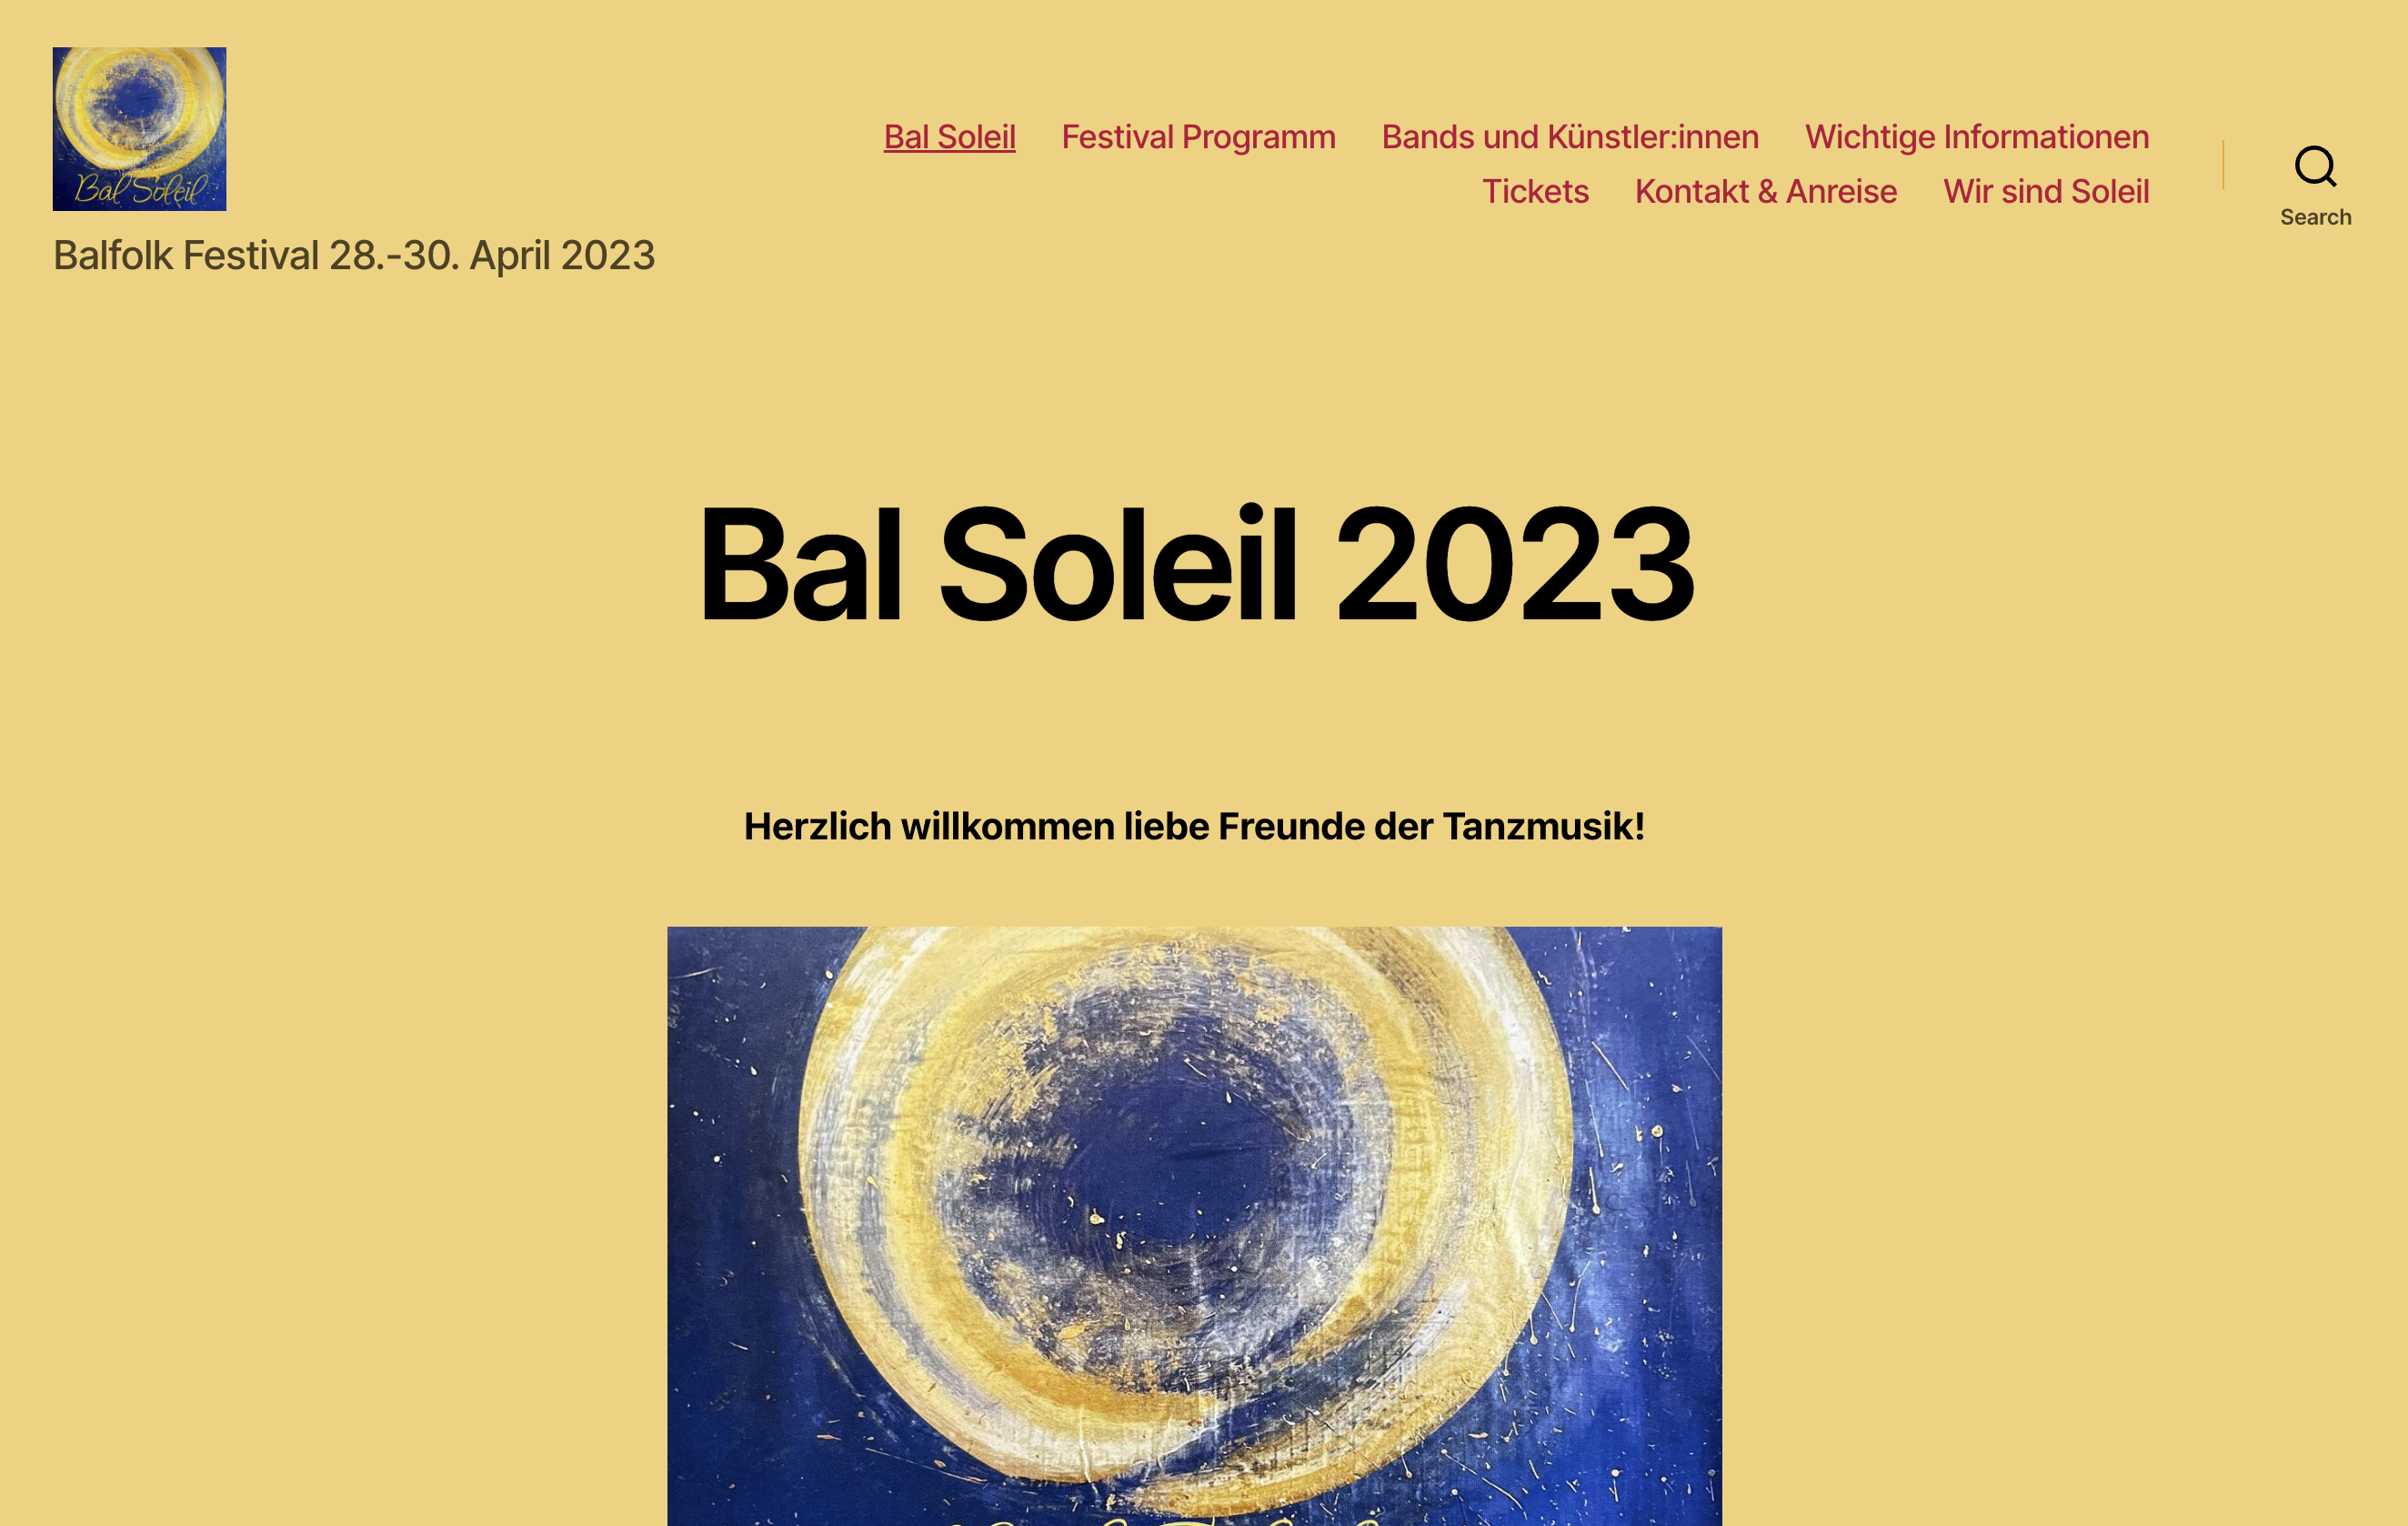 Bal Soleil
Balfolk Festival 28.-30. April 2023
Bal Soleil Festival Programm Bands und Künstler:innen Wichtige Informationen
Tickets Kontakt & Anreise Wir sind Soleil
Search
Bal Soleil 2023
Herzlich willkommen liebe Freunde der Tanzmusik!